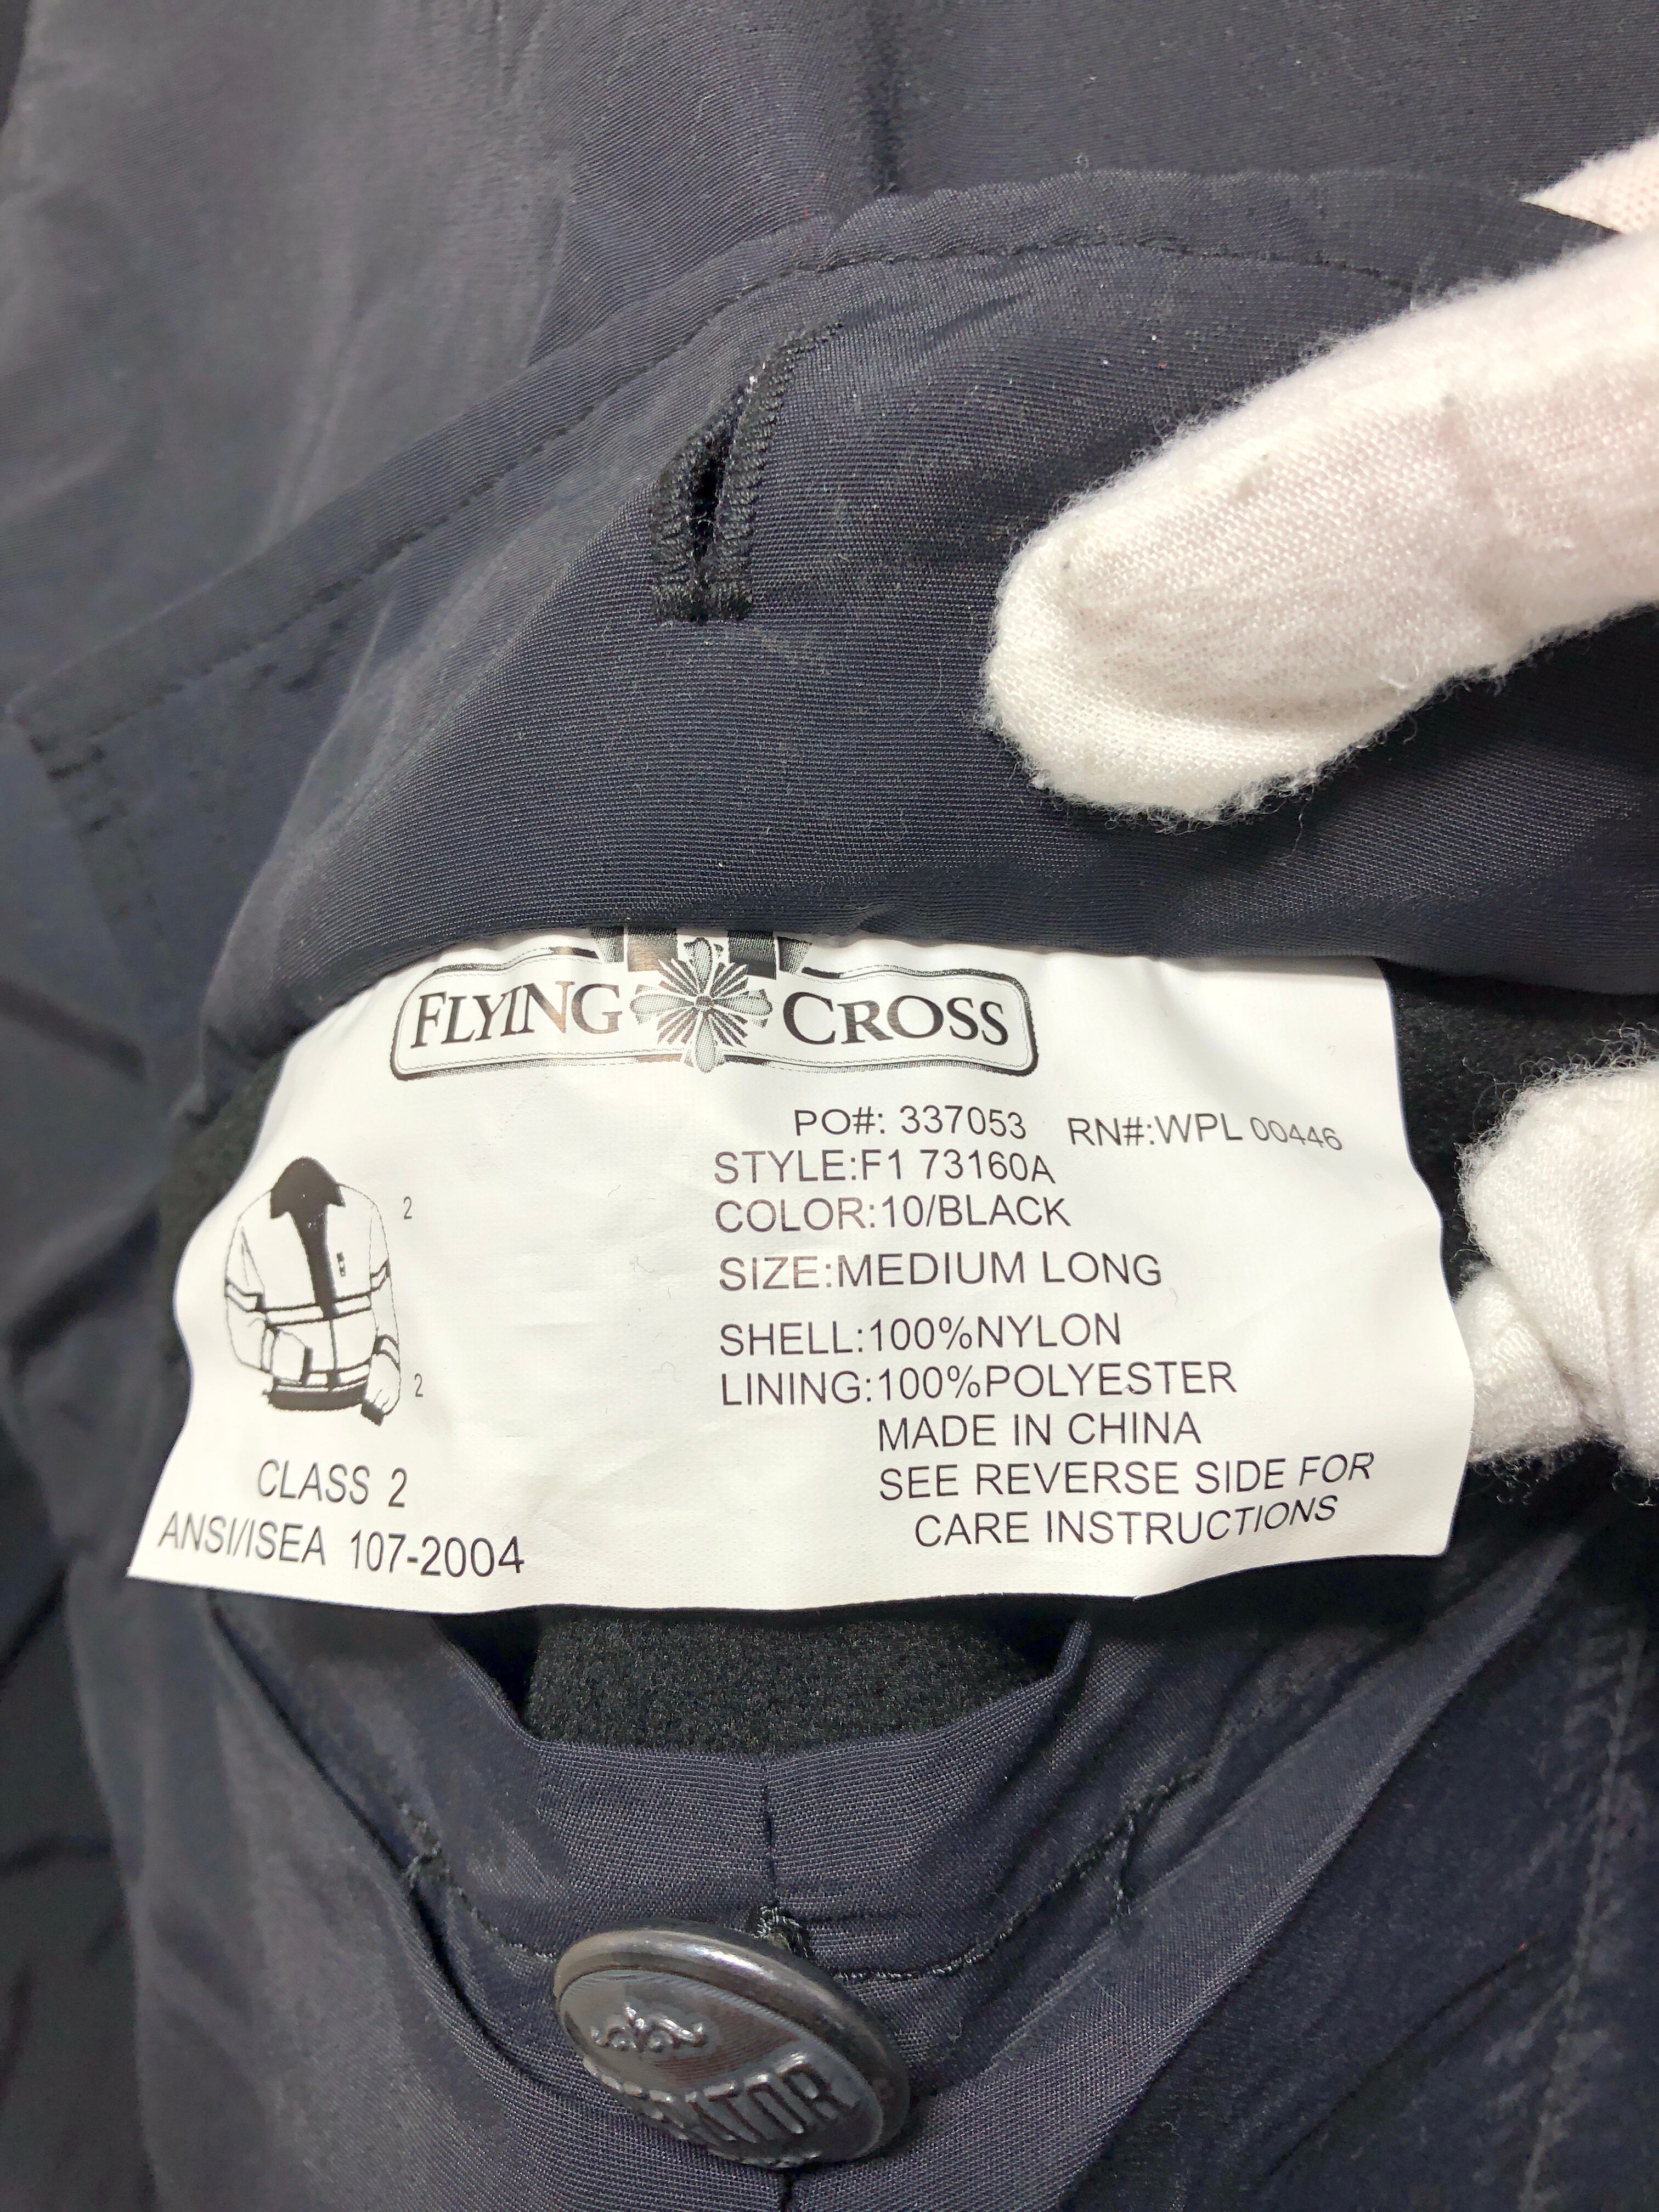 FLYING CROSS
PO#: 337053 RN#:WPL 00446
STYLE:F1 73160A
COLOR:10/BLACK
SIZE:MEDIUM LONG
SHELL:100%NYLON
LINING:100%POLYESTER
MADE IN CHINA
SEE REVERSE SIDE FOR
CARE INSTRUCTIONS
2
2
CLASS 2
ANSI/ISEA 107-2004